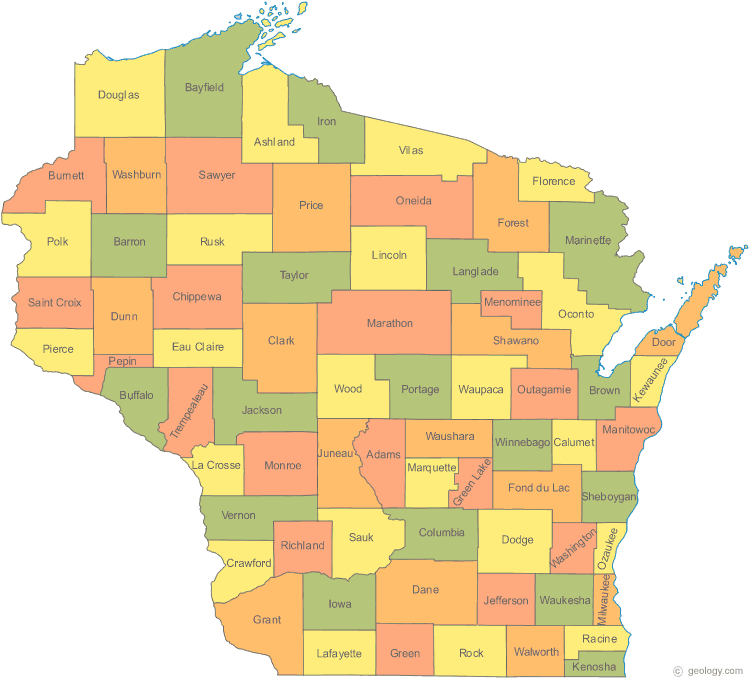 Douglas
Bayfield
Iron
Ashland
Vilas
Burnett
Washburn
Sawyer
Price
Oneida
Forest
Florence
Marinette
Polk
Barron
Rusk
Lincoln
Langlade
Taylor
Saint Croix
Dunn
Chippewa
Marathon
Menominee
Oconto
Pierce
Pepin
Eau Claire
Clark
Shawano
Door
Buffalo
Trempealeau
Jackson
Wood
Portage
Waupaca
Outagamie
Brown
Kewaunee
La Crosse
Monroe
Juneau
Adams
Waushara
Winnebago
Calumet
Manitowoc
Marquette
Green Lake
Fond du Lac
Sheboygan
Vernon
Sauk
Columbia
Dodge
Washington
Ozaukee
Crawford
Richland
Grant
Iowa
Dane
Jefferson
Waukesha
Milwaukee
Lafayette
Green
Rock
Walworth
Racine
Kenosha
© geology.com